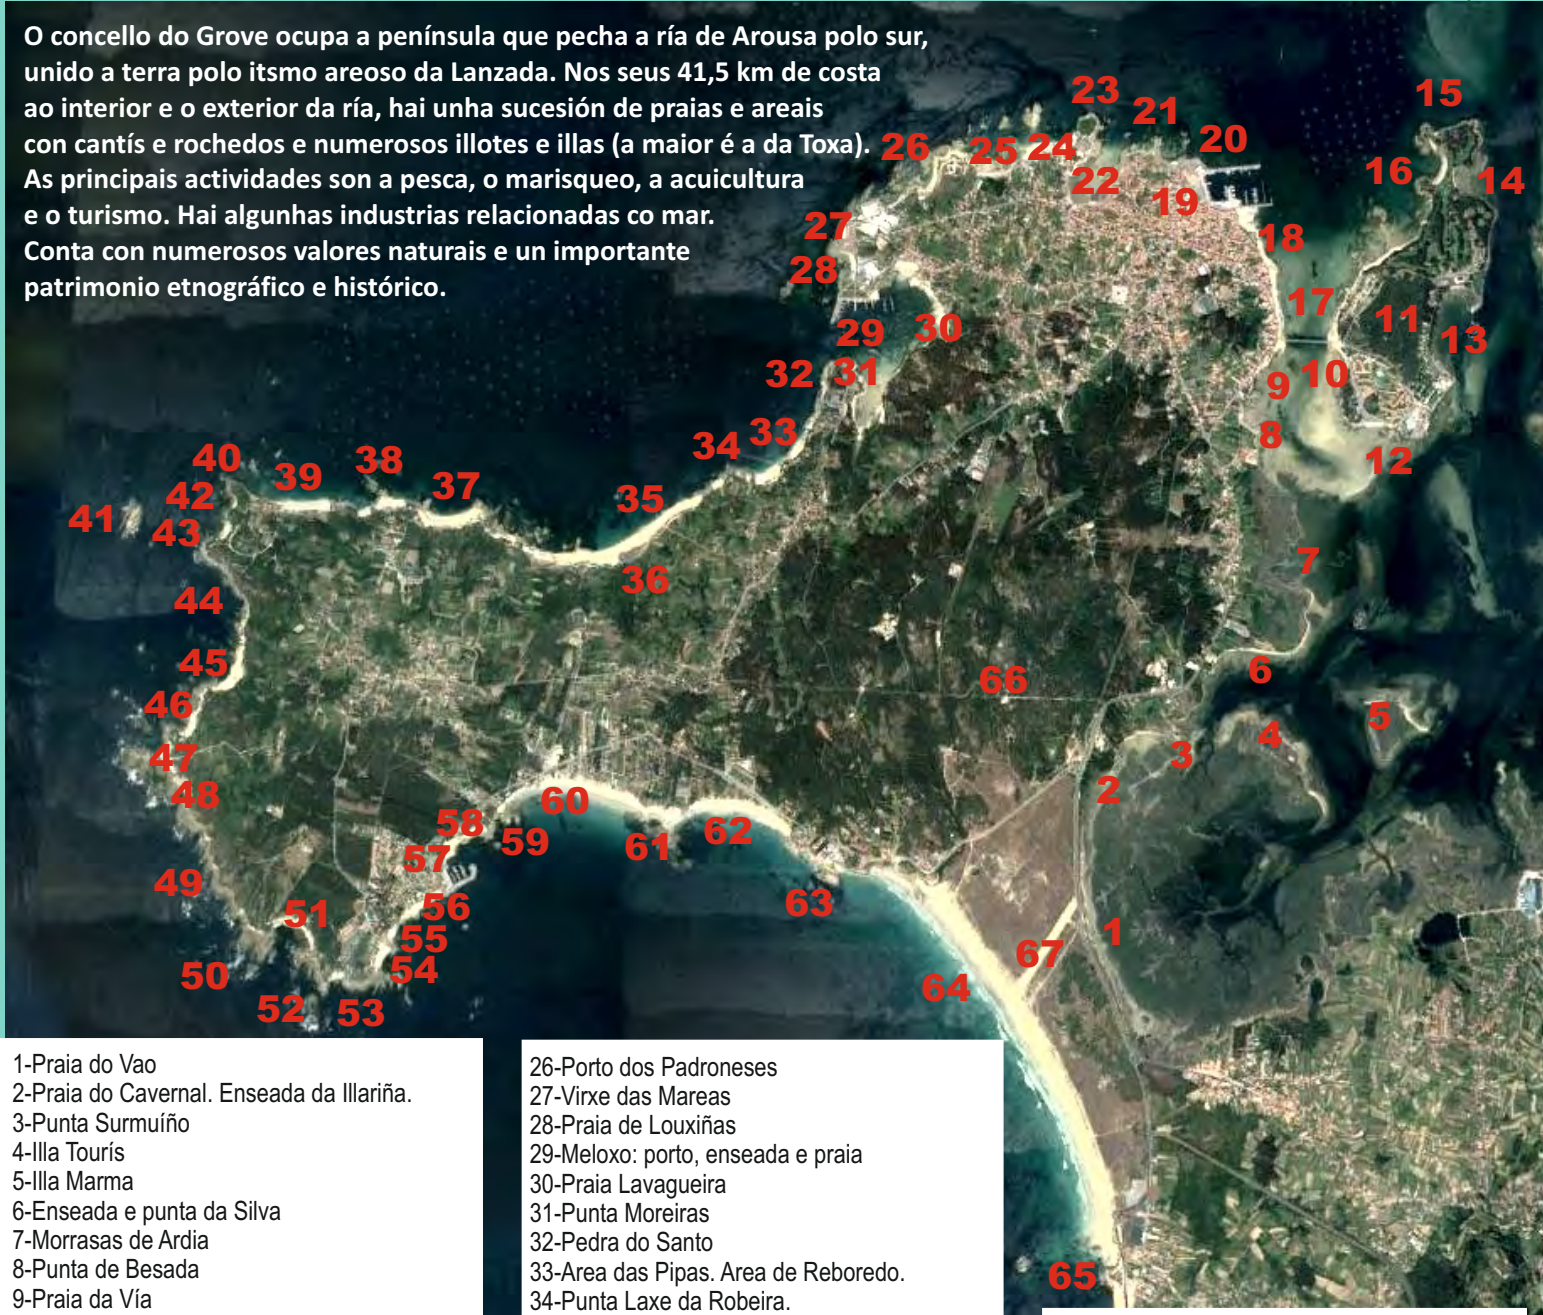 O concello do Grove ocupa a península que pecha a ría de Arousa polo sur,
unido a terra polo itsmo areoso da Lanzada. Nos seus 41,5 km de costa
ao interior e o exterior da ría, hai unha sucesión de praias e areais
con cantís e rochedos e numerosos illotes e illas (a maior é a da Toxa).
As principais actividades son a pesca, o marisqueo, a acuicultura
e o turismo. Hai algunhas industrias relacionadas co mar.
Conta con numerosos valores naturais e un importante
patrimonio etnográfico e histórico.
23
21
15
20
26
25
24
16
14
22
19
27
18
28
17
11
29
30
13
32
31
10
9
34
33
8
12
40
39
38
37
42
35
41
43
7
36
44
45
6
66
46
5
4
47
3
48
2
60
58
59
62
61
57
49
63
56
51
1
55
67
54
50
64
52
53
65
1-Praia do Vao
2-Praia do Cavernal. Enseada da Illariña.
3-Punta Surmuíño
4-Illa Tourís
5-Illa Marma
6-Enseada e punta da Silva
7-Morrasas de Ardia
8-Punta de Besada
9-Praia da Vía
26-Porto dos Padroneses
27-Virxe das Mareas
28-Praia de Louxiñas
29-Meloxo: porto, enseada e praia
30-Praia Lavagueira
31-Punta Moreiras
32-Pedra do Santo
33-Area das Pipas. Area de Reboredo.
34-Punta Laxe da Robeira.